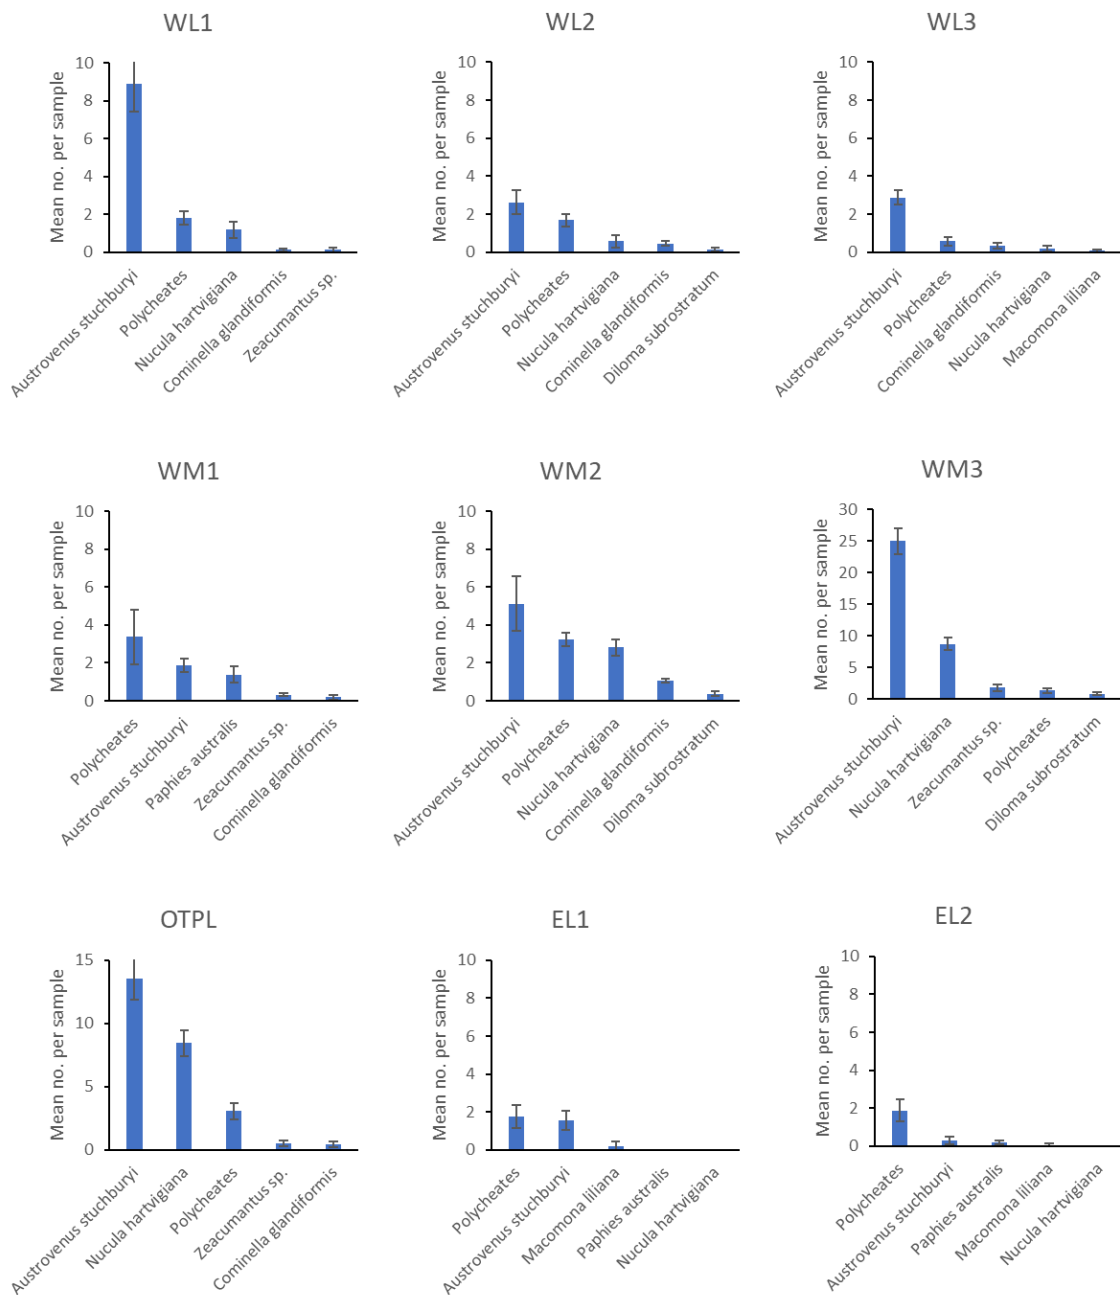 WL1
Mean no. per sample
10
8
6
4
2
0
Austrovenus stuchburyi
Polycheates
Nucula hartvigiana
Cominella glandiformis
Zeacumantus sp.
WL2
Mean no. per sample
10
8
6
4
2
0
Austrovenus stuchburyi
Polycheates
Nucula hartvigiana
Cominella glandiformis
Diloma subrostratum
WL3
Mean no. per sample
10
8
6
4
2
0
Austrovenus stuchburyi
Polycheates
Cominella glandiformis
Nucula hartvigiana
Macomona liliana
WM1
Mean no. per sample
10
8
6
4
2
0
Polycheates
Austrovenus stuchburyi
Paphies australis
Zeacumantus sp.
Cominella glandiformis
WM2
Mean no. per sample
10
8
6
4
2
0
Austrovenus stuchburyi
Polycheates
Nucula hartvigiana
Cominella glandiformis
Diloma subrostratum
WM3
Mean no. per sample
30
25
20
15
10
5
0
Austrovenus stuchburyi
Nucula hartvigiana
Zeacumantus sp.
Polycheates
Diloma subrostratum
OTPL
Mean no. per sample
15
10
5
0
Austrovenus stuchburyi
Nucula hartvigiana
Polycheates
Zeacumantus sp.
Cominella glandiformis
EL1
Mean no. per sample
10
8
6
4
2
0
Polycheates
Austrovenus stuchburyi
Macomona liliana
Paphies australis
Nucula hartvigiana
EL2
Mean no. per sample
10
8
6
4
2
0
Polycheates
Austrovenus stuchburyi
Paphies australis
Macomona liliana
Nucula hartvigiana